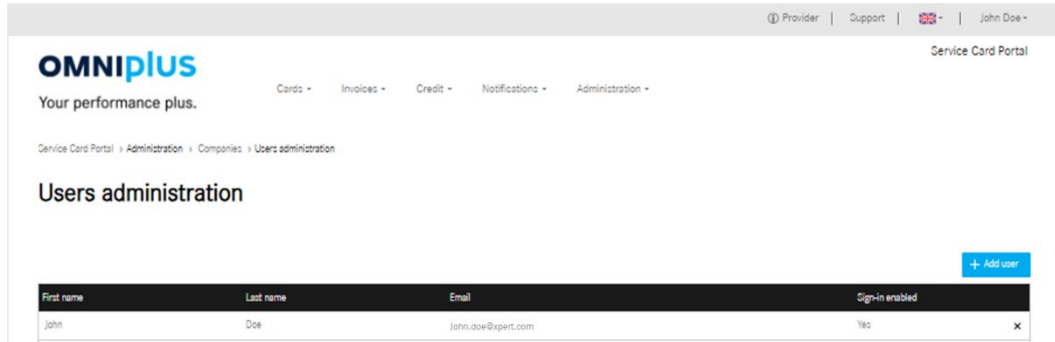 Provider | Support | | John Doe
Service Card Portal
OMNIplus
Your performance plus.
Cards Invoices Credit Notifications Administration
Service Card Portal › Administration › Companies › Users administration
Users administration
+ Add user
First name Last name Email Sign-in enabled
John Doe John.doe@xpert.com Yes ×